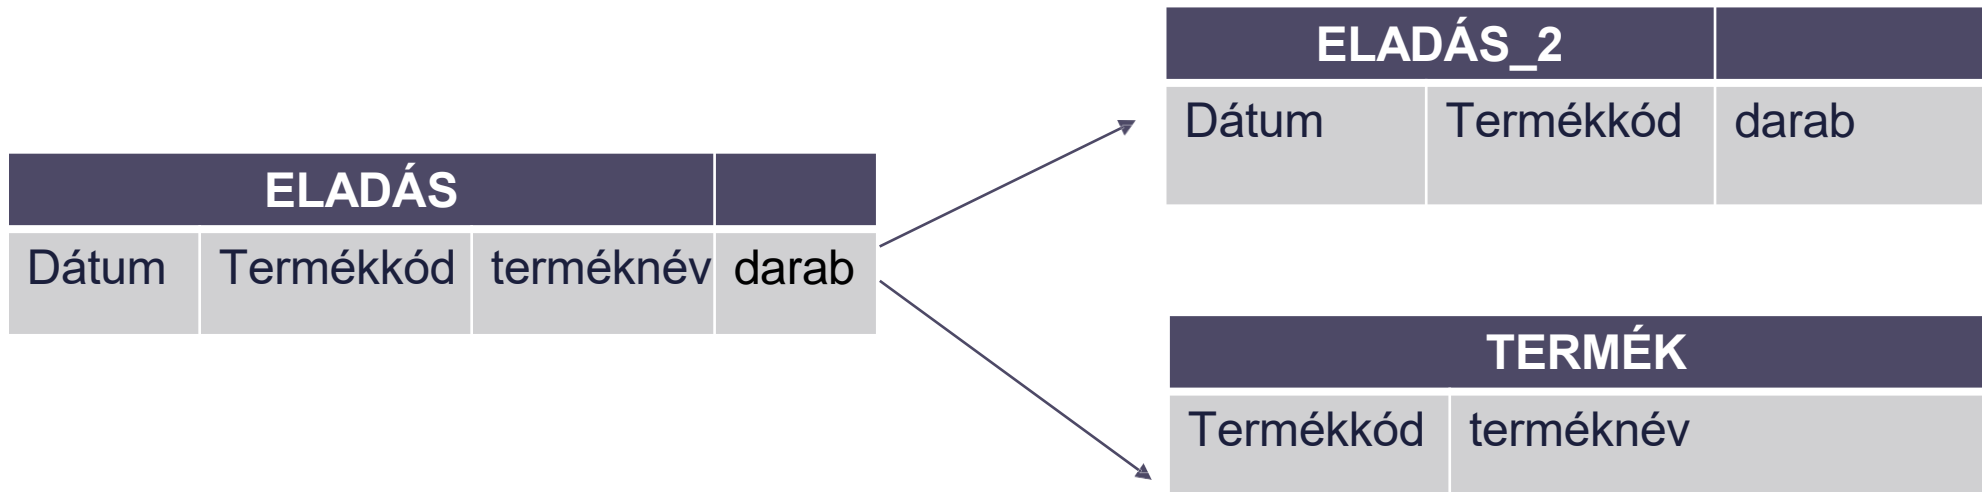 ELADÁS
Dátum Termékkód terméknév darab
ELADÁS_2
Dátum Termékkód darab
TERMÉK
Termékkód terméknév